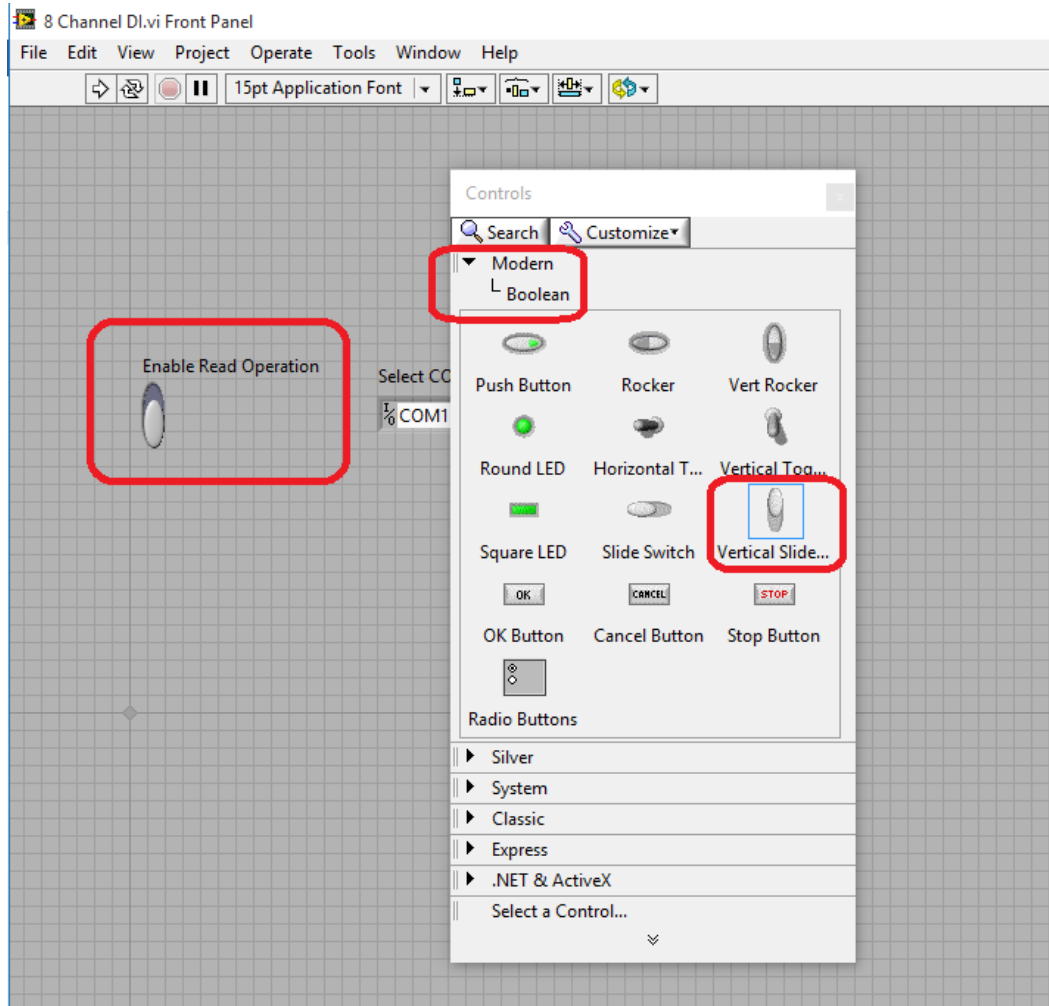 8 Channel DI.vi Front Panel
File Edit View Project Operate Tools Window Help
15pt Application Font
Controls
Search Customize
Modern
Boolean
Enable Read Operation
Select CO
I/O COM1
Push Button Rocker Vert Rocker
Round LED Horizontal T... Vertical Tog...
Square LED Slide Switch Vertical Slide...
OK CANCEL STOP
OK Button Cancel Button Stop Button
Radio Buttons
Silver
System
Classic
Express
.NET & ActiveX
Select a Control...